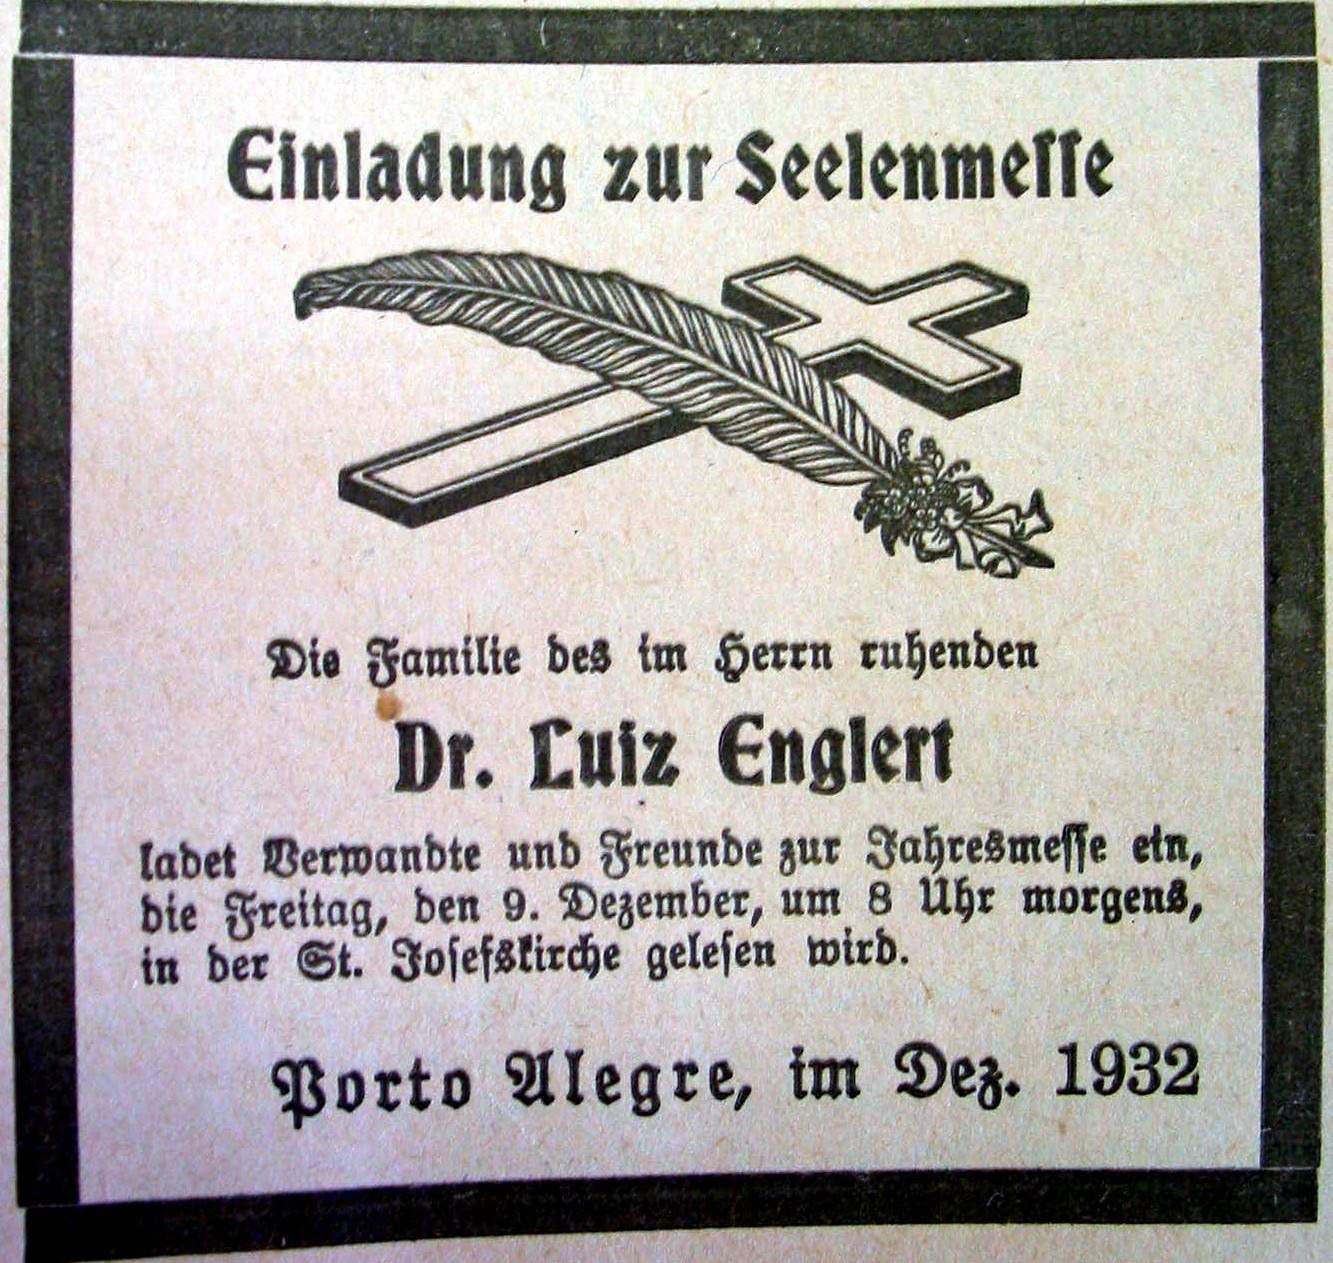 Einladung zur Seelenmesse
Die Familie des im Herrn ruhenden
Dr. Luiz Englert
ladet Verwandte und Freunde zur Jahresmesse ein,
die Freitag, den 9. Dezember, um 8 Uhr morgens,
in der St. Josefskirche gelesen wird.
Porto Alegre, im Dez. 1932